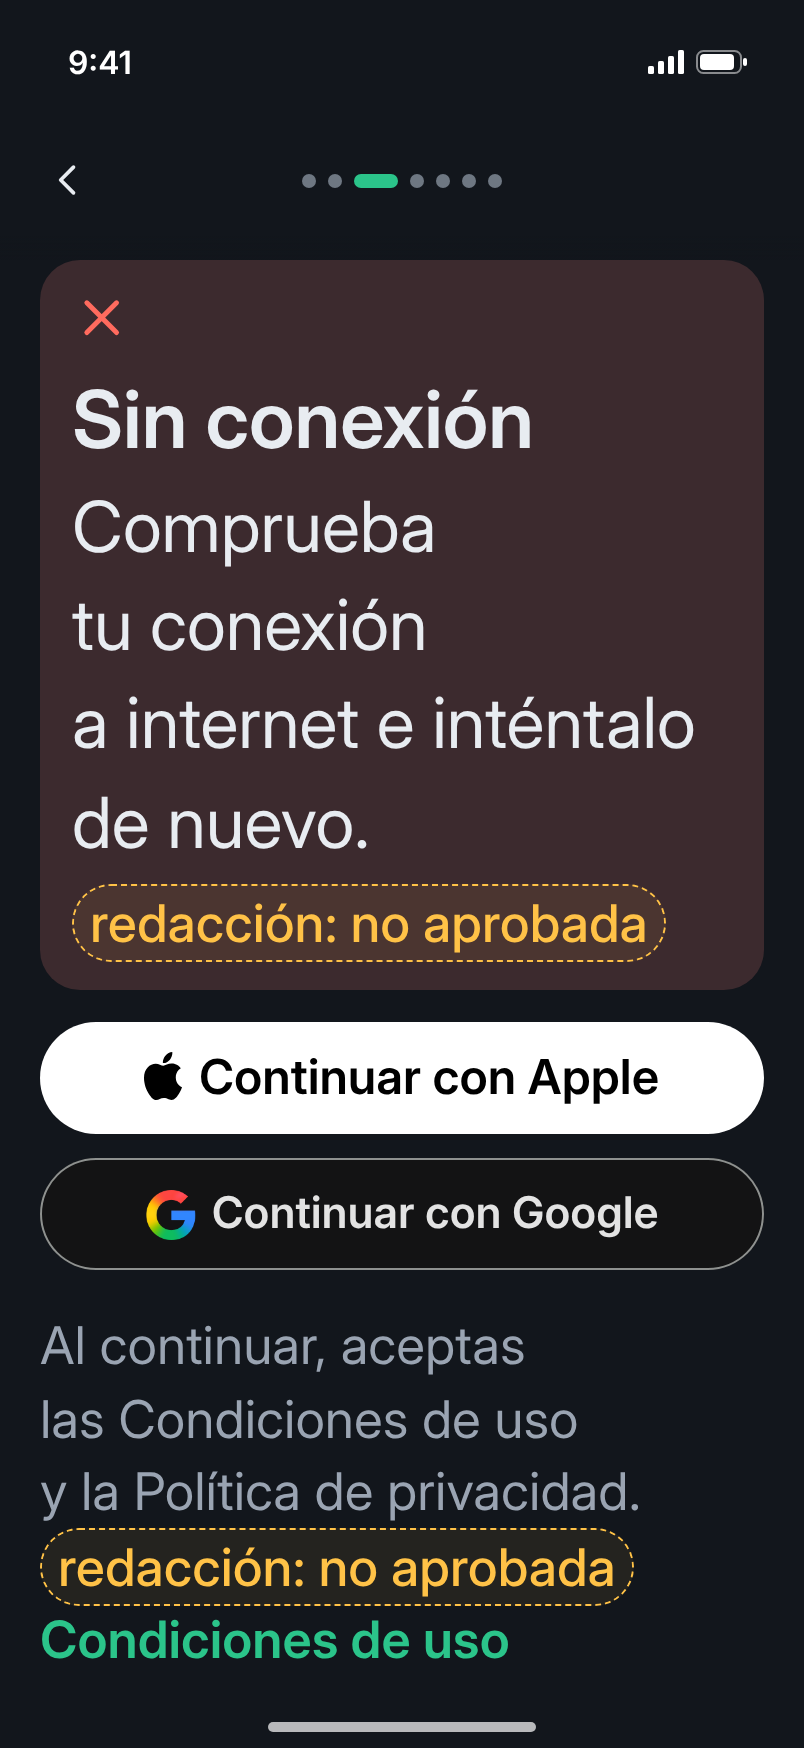 9:41
Sin conexión
Comprueba
tu conexión
a internet e inténtalo
de nuevo.
redacción: no aprobada
Continuar con Apple
Continuar con Google
Al continuar, aceptas
las Condiciones de uso
y la Política de privacidad.
redacción: no aprobada
Condiciones de uso